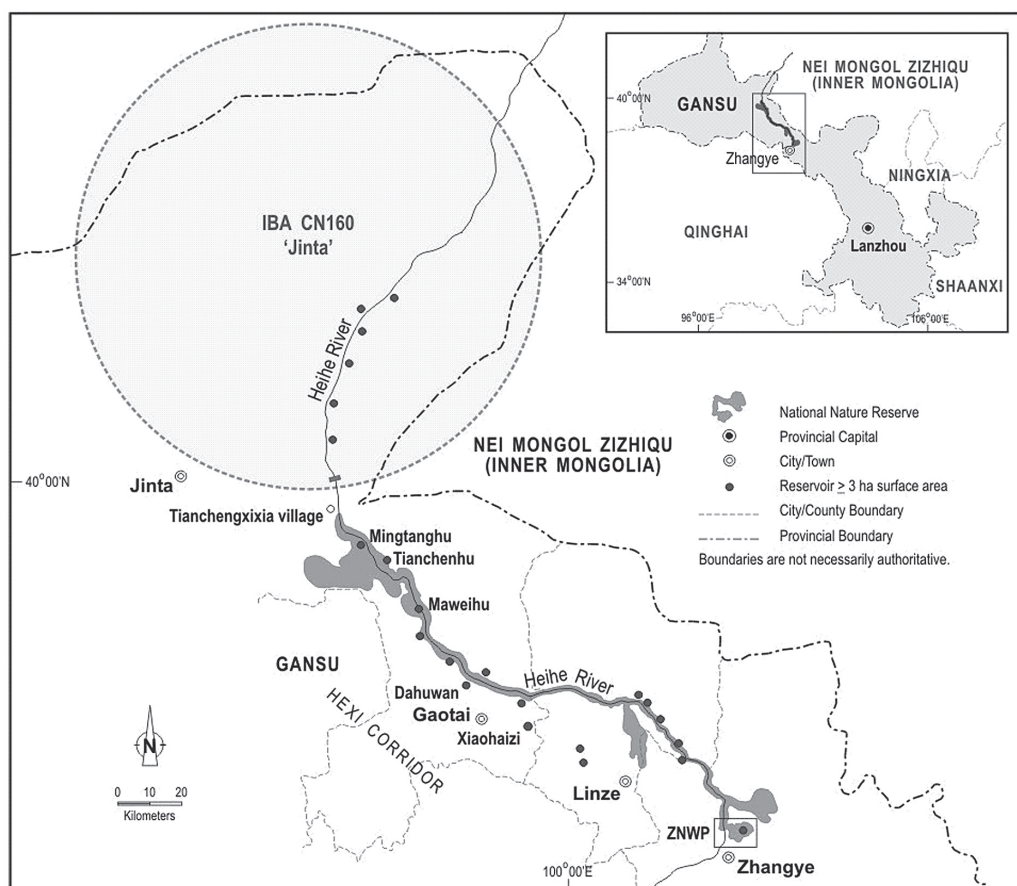 IBA CN160
'Jinta'
Heihe River
NEI MONGOL ZIZHIQU
(INNER MONGOLIA)
40°00'N
GANSU
Zhangye
NINGXIA
QINGHAI
Lanzhou
SHAANXI
34°00'N
96°00'E
106°00'E
National Nature Reserve
Provincial Capital
City/Town
Reservoir ≥ 3 ha surface area
City/County Boundary
Provincial Boundary
Boundaries are not necessarily authoritative.
NEI MONGOL ZIZHIQU
(INNER MONGOLIA)
40°00'N
Jinta
Tianchengxixia village
Mingtanghu
Tianchenhu
Maweihu
GANSU
HEXI CORRIDOR
Dahuwan
Heihe River
Gaotai
Xiaohaizi
N
0 10 20
Kilometers
Linze
ZNWP
Zhangye
100°00'E